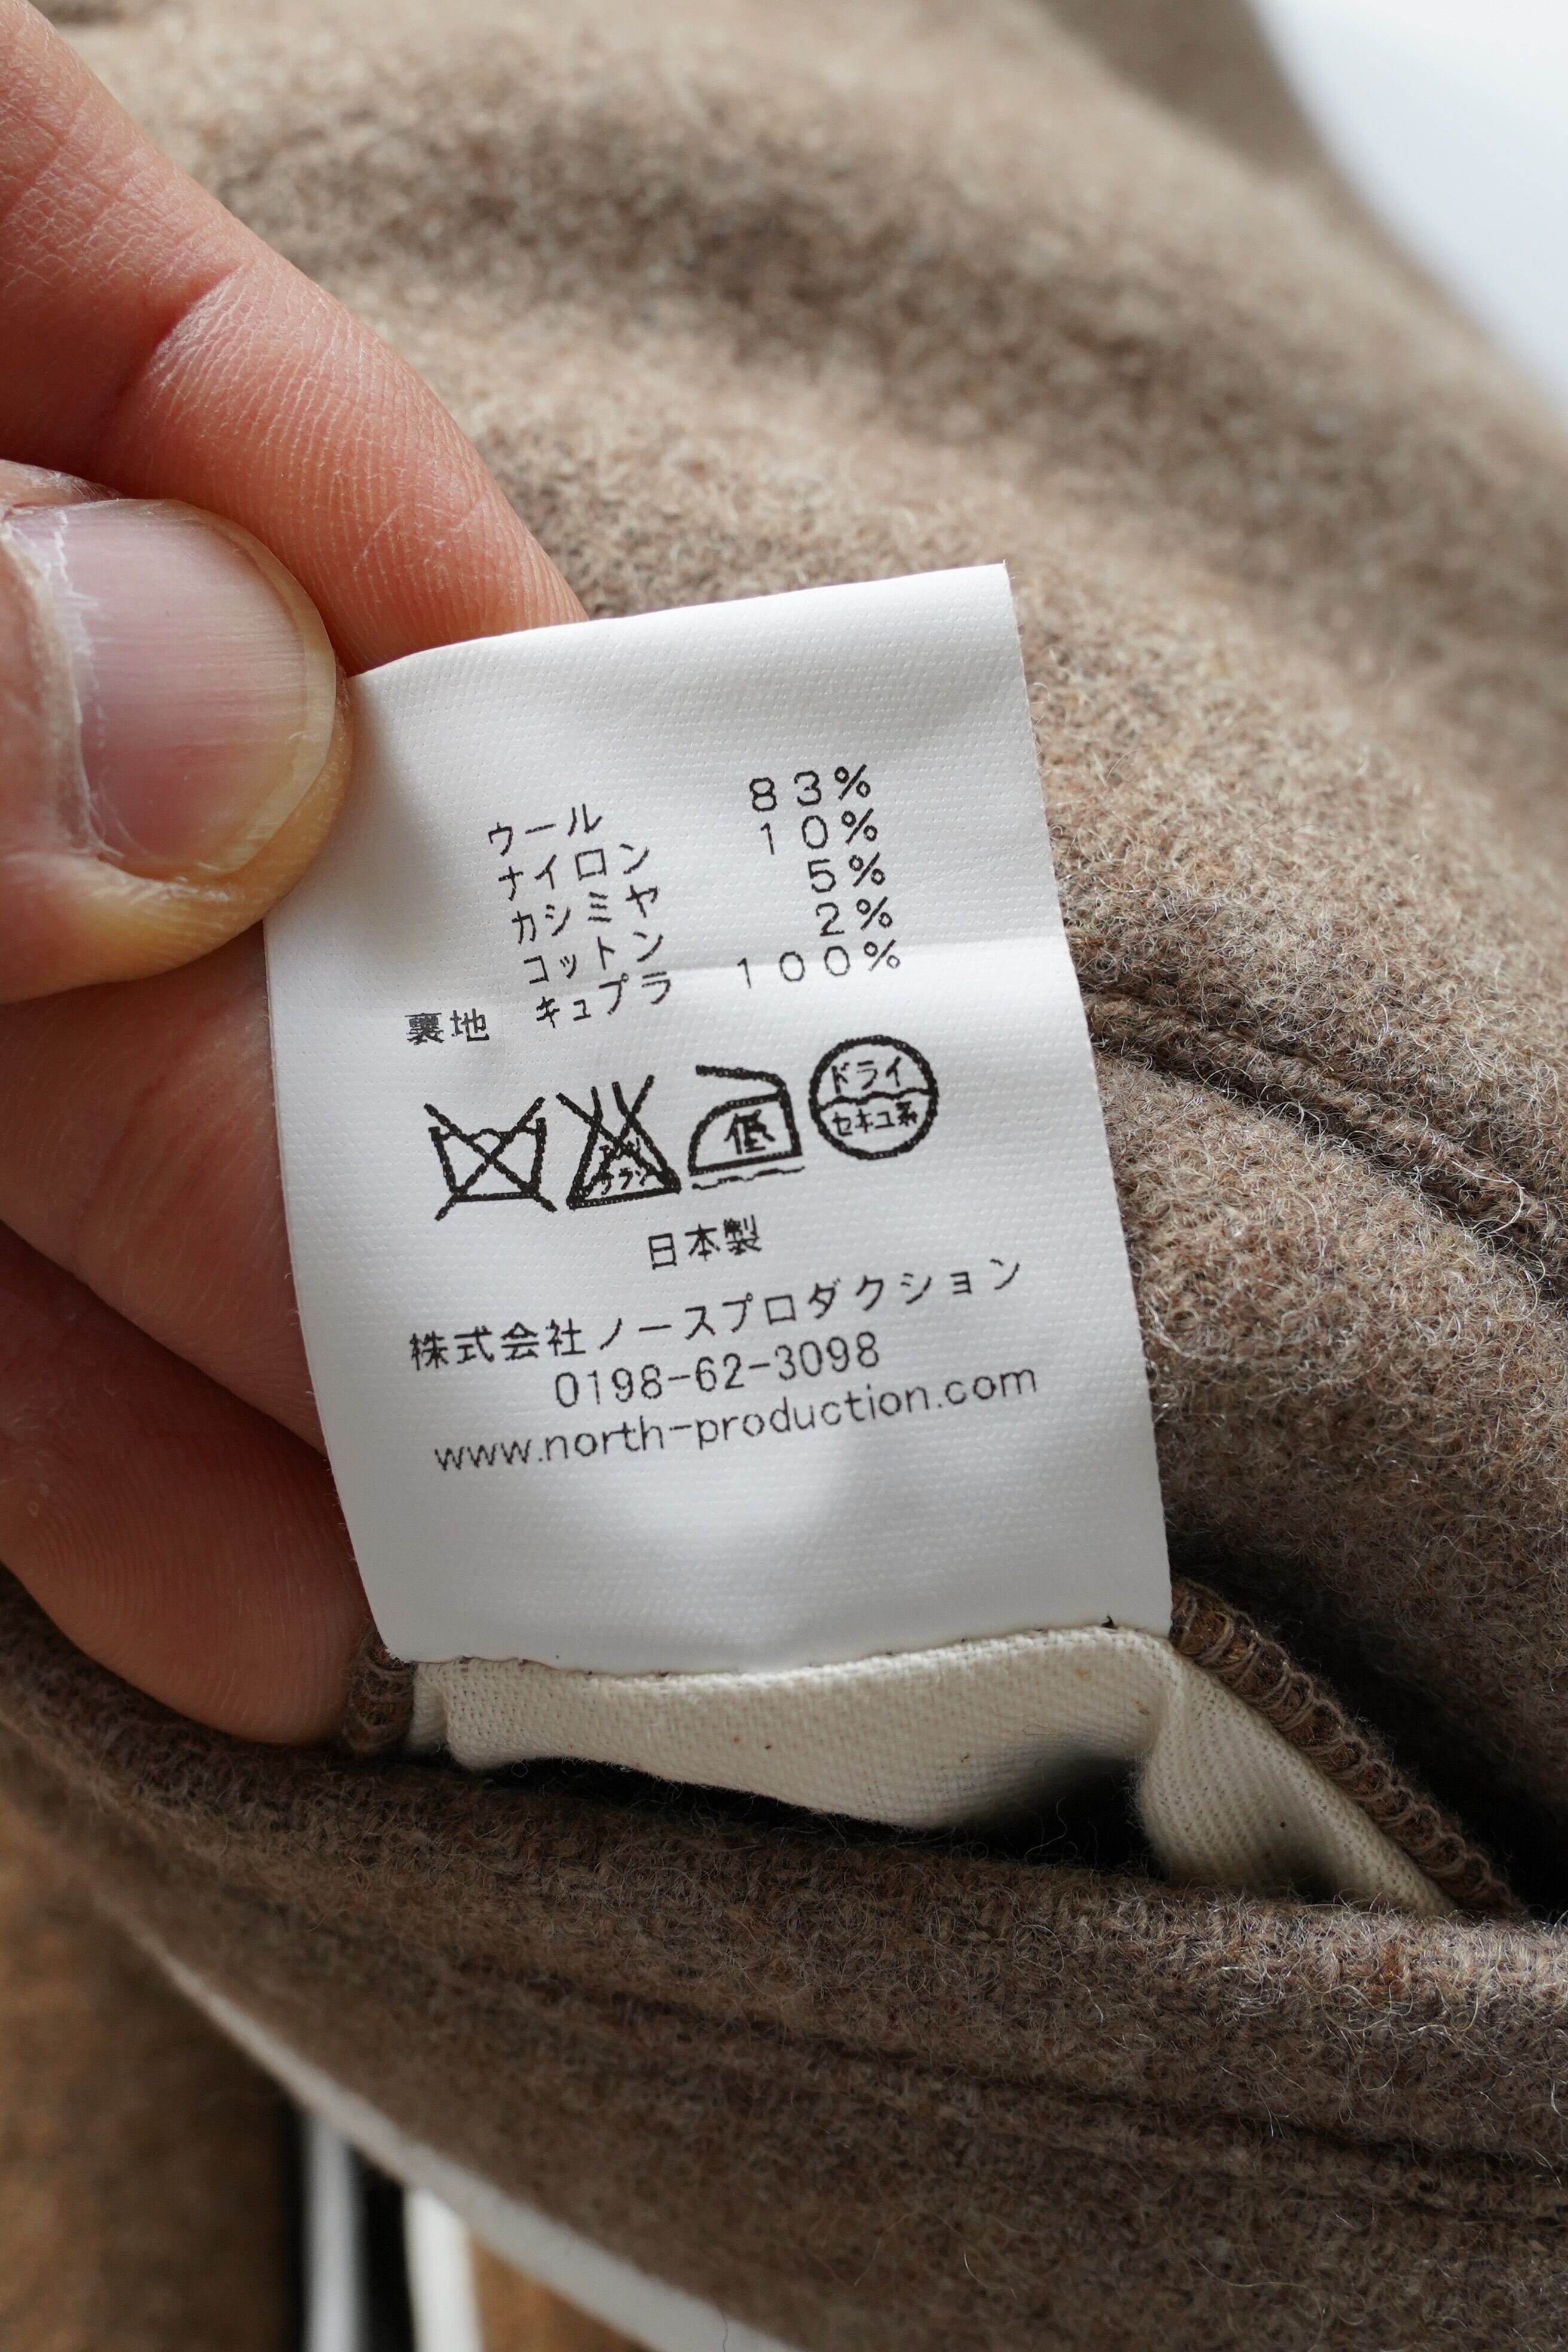 ウール 83%
ナイロン 10%
カシミヤ 5%
コットン 2%
裏地 キュプラ 100%
低
ドライ
セキユ系
日本製
株式会社ノースプロダクション
0198-62-3098
www.north-production.com